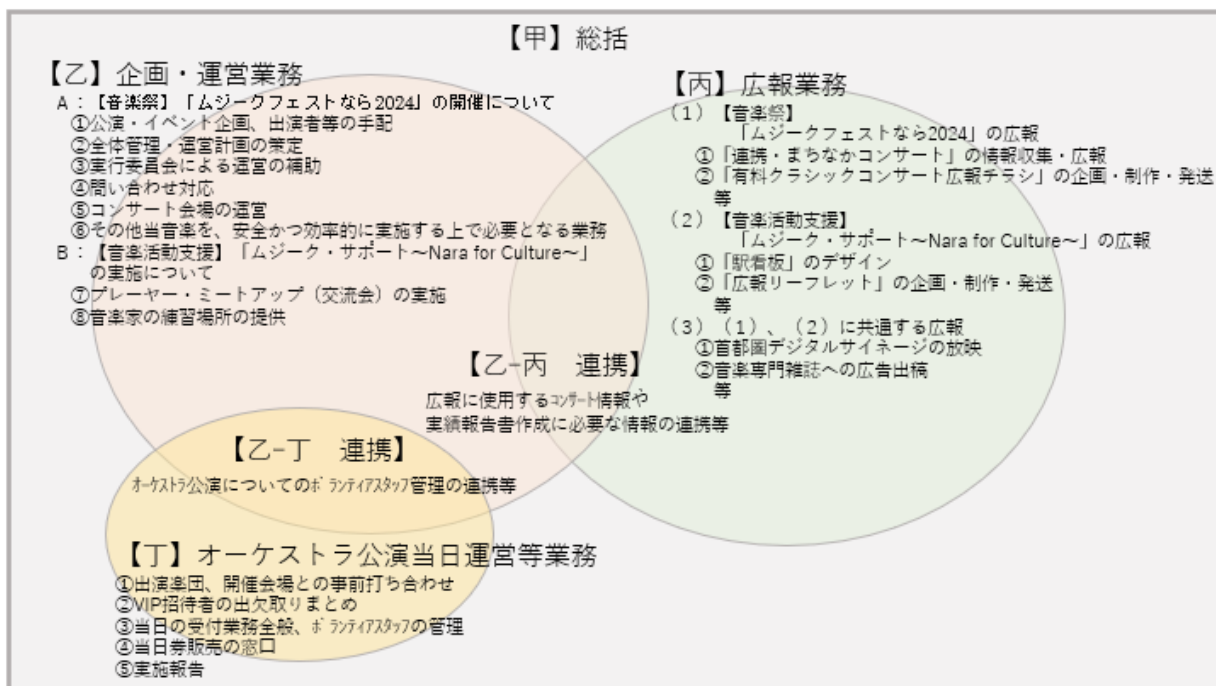 【甲】総括
【乙】企画・運営業務
A：【音楽祭】「ムジークフェストなら2024」の開催について
①公演・イベント企画、出演者等の手配
②全体管理・運営計画の策定
③実行委員会による運営の補助
④問い合わせ対応
⑤コンサート会場の運営
⑥その他当音楽を、安全かつ効率的に実施する上で必要となる業務
B：【音楽活動支援】「ムジーク・サポート～Nara for Culture～」
の実施について
⑦プレーヤー・ミートアップ（交流会）の実施
⑧音楽家の練習場所の提供
【丙】広報業務
（１）【音楽祭】
「ムジークフェストなら2024」の広報
①「連携・まちなかコンサート」の情報収集・広報
②「有料クラシックコンサート広報チラシ」の企画・制作・発送
等
（２）【音楽活動支援】
「ムジーク・サポート～Nara for Culture～」の広報
①「駅看板」のデザイン
②「広報リーフレット」の企画・制作・発送
等
（３）（１）、（２）に共通する広報
①首都圏デジタルサイネージの放映
②音楽専門雑誌への広告出稿
等
【乙−丙　連携】
広報に使用するｺﾝｻｰﾄ情報や
実績報告書作成に必要な情報の連携等
【乙−丁　連携】
ｵｰｹｽﾄﾗ公演についてのﾎﾞﾗﾝﾃｨｱｽﾀｯﾌ管理の連携等
【丁】オーケストラ公演当日運営等業務
①出演楽団、開催会場との事前打ち合わせ
②VIP招待者の出欠取りまとめ
③当日の受付業務全般、ﾎﾞﾗﾝﾃｨｱｽﾀｯﾌの管理
④当日券販売の窓口
⑤実施報告